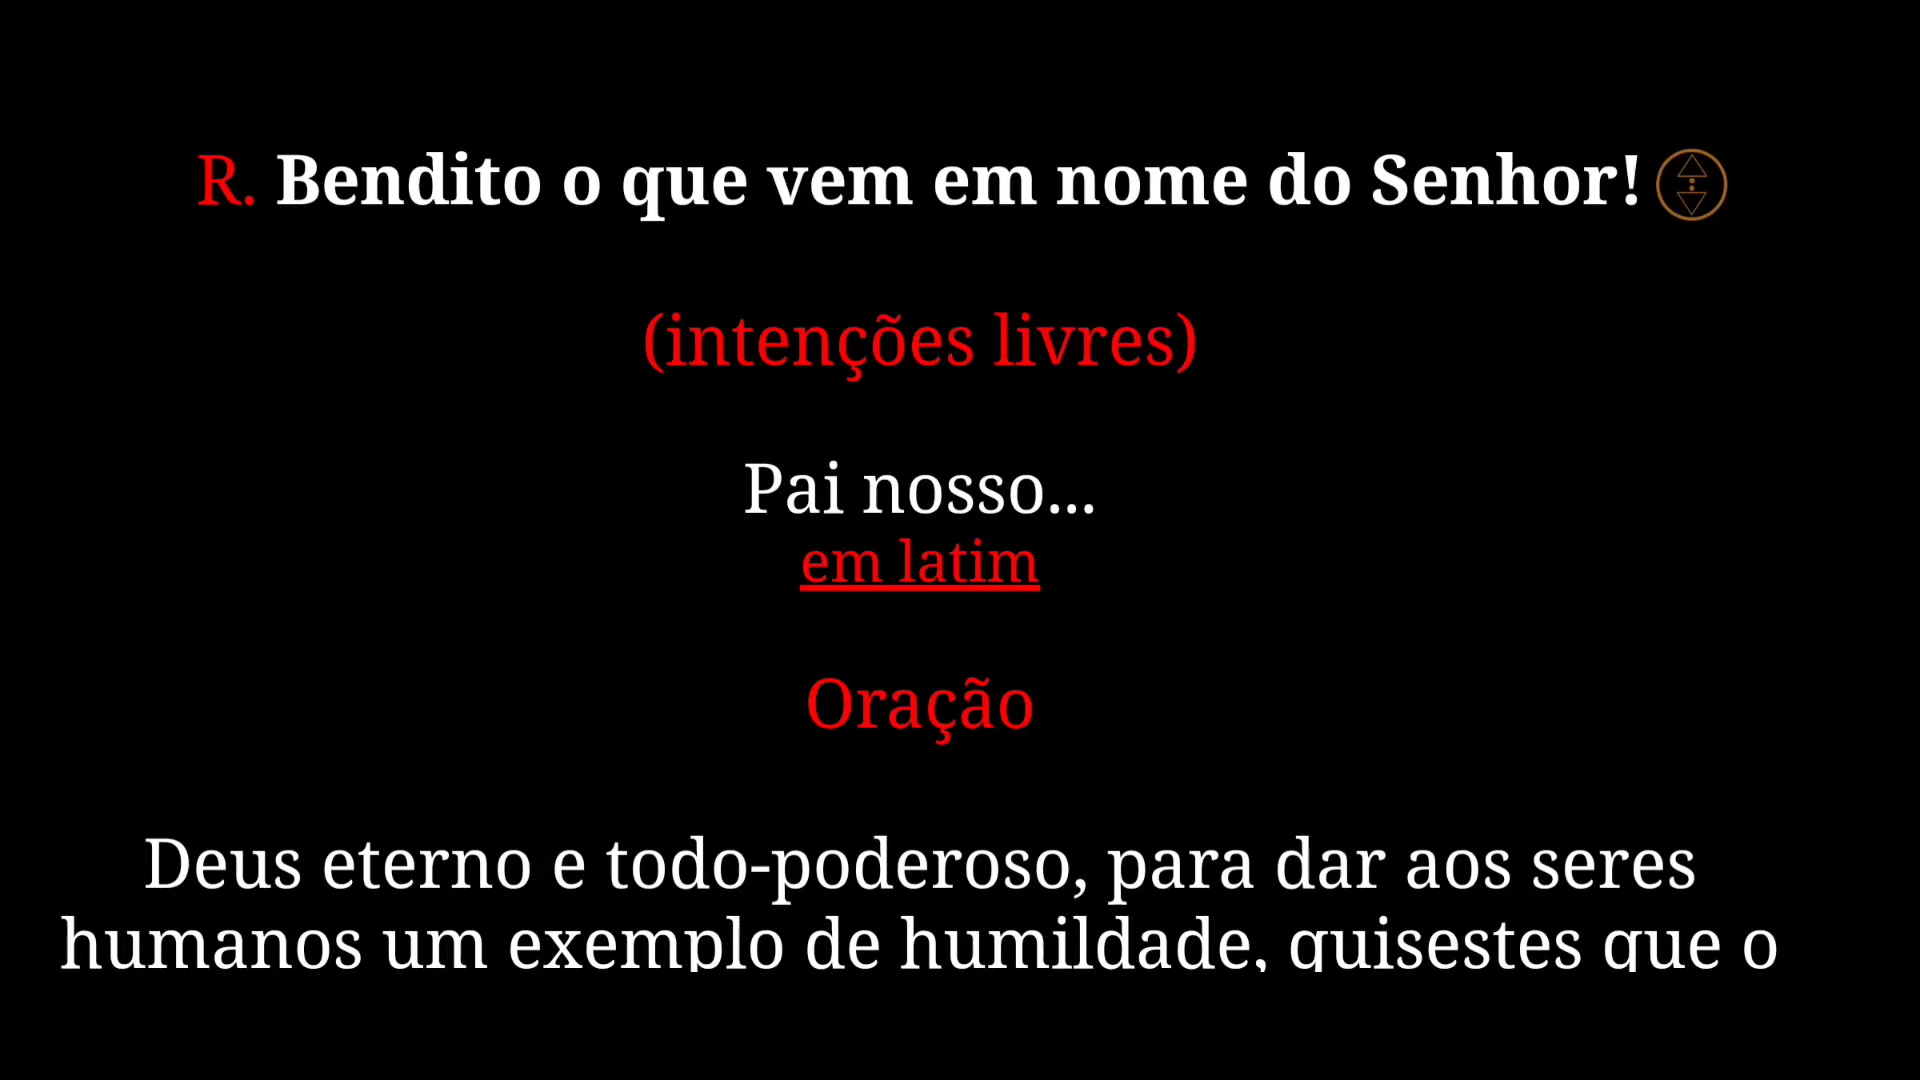 R. Bendito o que vem em nome do Senhor!
(intenções livres)
Pai nosso...
em latim
Oração
Deus eterno e todo-poderoso, para dar aos seres
humanos um exemplo de humildade, quisestes que o